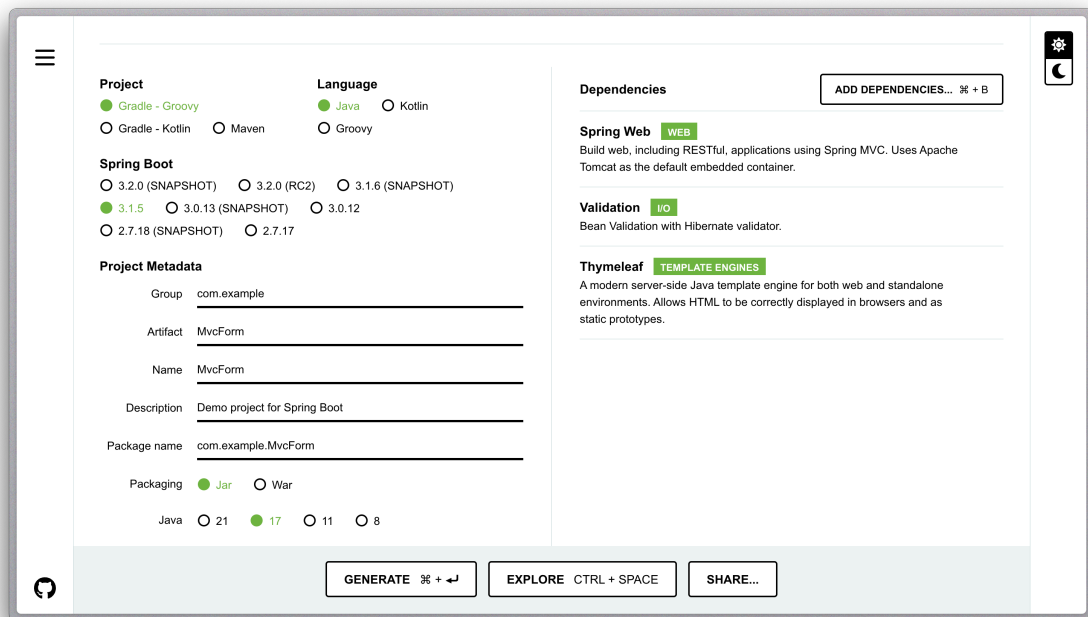 Project
Gradle - Groovy
Gradle - Kotlin Maven
Language
Java Kotlin
Groovy
Spring Boot
3.2.0 (SNAPSHOT) 3.2.0 (RC2) 3.1.6 (SNAPSHOT)
3.1.5 3.0.13 (SNAPSHOT) 3.0.12
2.7.18 (SNAPSHOT) 2.7.17
Project Metadata
Group com.example
Artifact MvcForm
Name MvcForm
Description Demo project for Spring Boot
Package name com.example.MvcForm
Packaging Jar War
Java 21 17 11 8
Dependencies ADD DEPENDENCIES... ⌘ + B
Spring Web WEB
Build web, including RESTful, applications using Spring MVC. Uses Apache
Tomcat as the default embedded container.
Validation I/O
Bean Validation with Hibernate validator.
Thymeleaf TEMPLATE ENGINES
A modern server-side Java template engine for both web and standalone
environments. Allows HTML to be correctly displayed in browsers and as
static prototypes.
GENERATE ⌘ + ↵ EXPLORE CTRL + SPACE SHARE...